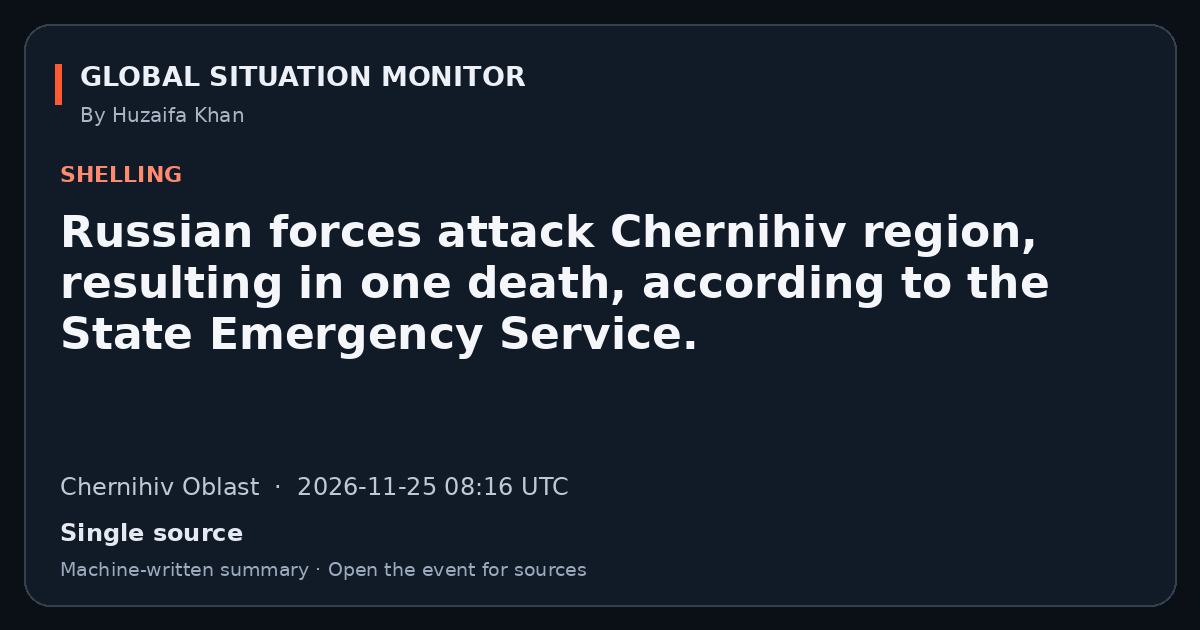 GLOBAL SITUATION MONITOR
By Huzaifa Khan
SHELLING
Russian forces attack Chernihiv region,
resulting in one death, according to the
State Emergency Service.
Chernihiv Oblast · 2026-11-25 08:16 UTC
Single source
Machine-written summary · Open the event for sources